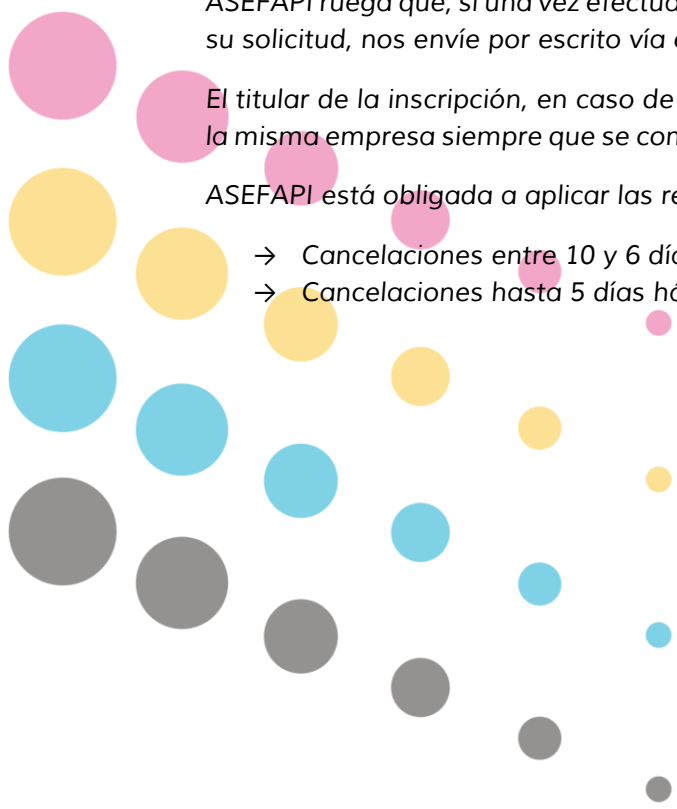 ASEFAPI ruega que, si una vez efectua
su solicitud, nos envíe por escrito vía
El titular de la inscripción, en caso de
la misma empresa siempre que se con
ASEFAPI está obligada a aplicar las re
→ Cancelaciones entre 10 y 6 día
→ Cancelaciones hasta 5 días há